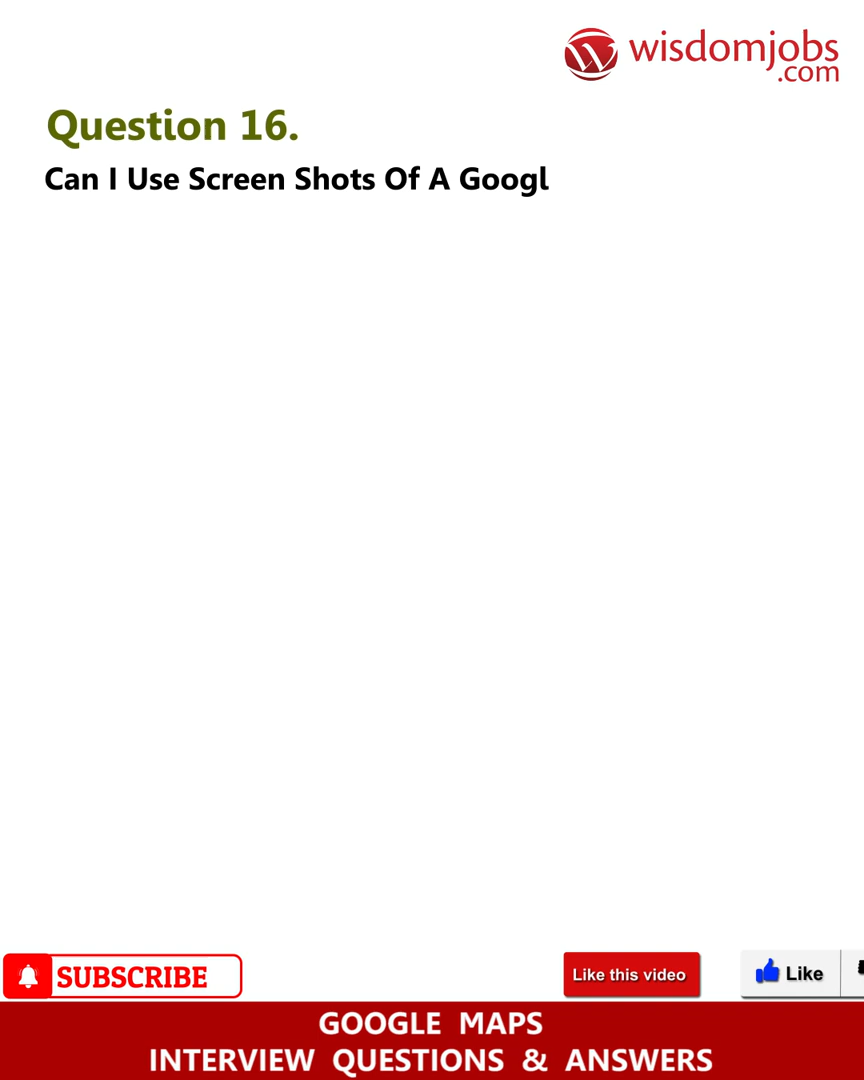 wisdomjobs
.com
Question 16.
Can I Use Screen Shots Of A Googl
SUBSCRIBE
Like this video
Like
GOOGLE MAPS
INTERVIEW QUESTIONS & ANSWERS